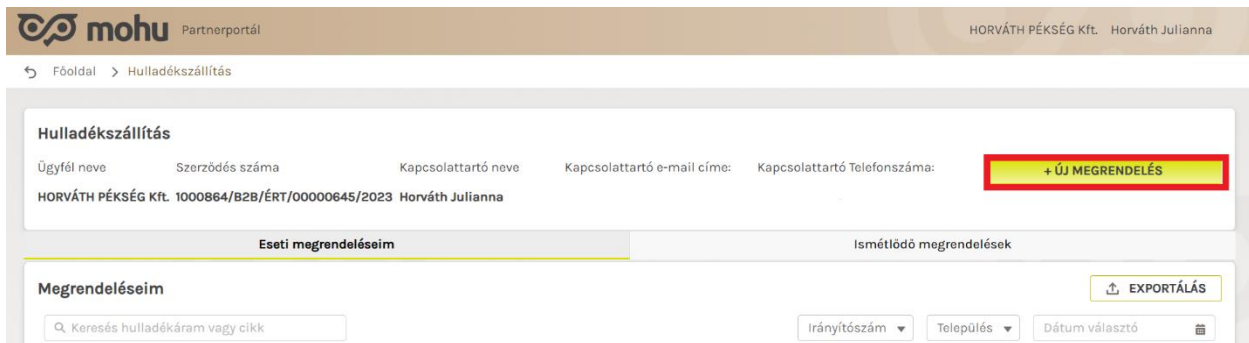 mohu Partnerportál HORVÁTH PÉKSÉG Kft. Horváth Julianna
Főoldal > Hulladékszállítás
Hulladékszállítás
Ügyfél neve Szerződés száma Kapcsolattartó neve Kapcsolattartó e-mail címe: Kapcsolattartó Telefonszáma: + ÚJ MEGRENDELÉS
HORVÁTH PÉKSÉG Kft. 1000864/B2B/ÉRT/00000645/2023 Horváth Julianna
Eseti megrendeléseim Ismétlődő megrendelések
Megrendeléseim EXPORTÁLÁS
Keresés hulladékáram vagy cikk Irányítószám Település Dátum választó